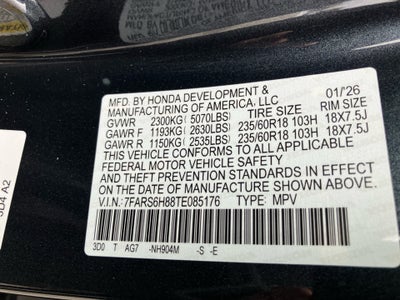 MFD. BY HONDA DEVELOPMENT &
MANUFACTURING OF AMERICA, LLC 01/26
GVWR 2300KG( 5070LBS) TIRE SIZE RIM SIZE
GAWR F 1193KG( 2630LBS) 235/60R18 103H 18X7.5J
GAWR R 1150KG( 2535LBS) 235/60R18 103H 18X7.5J
THIS VEHICLE CONFORMS TO ALL APPLICABLE
FEDERAL MOTOR VEHICLE SAFETY
STANDARDS IN EFFECT ON THE
DATE OF MANUFACTURE SHOWN ABOVE.
V.I.N.: 7FARS6H88TE085176 TYPE: MPV
3D0 T AG7 -NH904M -S -E
3D4 A2